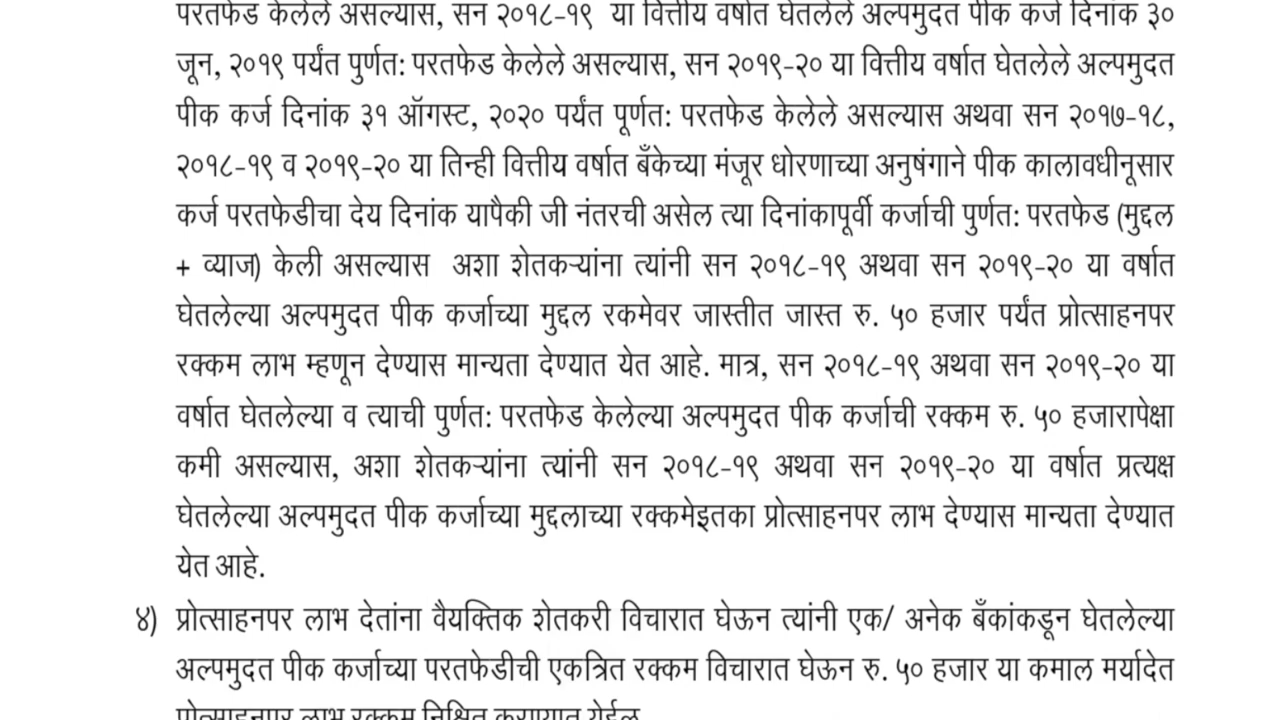 परतफेड केलेले असल्यास, सन २०१८-१९ या वित्तीय वर्षात घेतलेले अल्पमुदत पीक कर्ज दिनांक ३०
जून, २०१९ पर्यंत पुर्णत: परतफेड केलेले असल्यास, सन २०१९-२० या वित्तीय वर्षात घेतलेले अल्पमुदत
पीक कर्ज दिनांक ३१ ऑगस्ट, २०२० पर्यंत पूर्णत: परतफेड केलेले असल्यास अथवा सन २०१७-१८,
२०१८-१९ व २०१९-२० या तिन्ही वित्तीय वर्षात बँकेच्या मंजूर धोरणाच्या अनुषंगाने पीक कालावधीनूसार
कर्ज परतफेडीचा देय दिनांक यापैकी जी नंतरची असेल त्या दिनांकापूर्वी कर्जाची पुर्णत: परतफेड (मुद्दल
+ व्याज) केली असल्यास अशा शेतकऱ्यांना त्यांनी सन २०१८-१९ अथवा सन २०१९-२० या वर्षात
घेतलेल्या अल्पमुदत पीक कर्जाच्या मुद्दल रकमेवर जास्तीत जास्त रु. ५० हजार पर्यंत प्रोत्साहनपर
रक्कम लाभ म्हणून देण्यास मान्यता देण्यात येत आहे. मात्र, सन २०१८-१९ अथवा सन २०१९-२० या
वर्षात घेतलेल्या व त्याची पुर्णत: परतफेड केलेल्या अल्पमुदत पीक कर्जाची रक्कम रु. ५० हजारापेक्षा
कमी असल्यास, अशा शेतकऱ्यांना त्यांनी सन २०१८-१९ अथवा सन २०१९-२० या वर्षात प्रत्यक्ष
घेतलेल्या अल्पमुदत पीक कर्जाच्या मुद्दलाच्या रक्कमेइतका प्रोत्साहनपर लाभ देण्यास मान्यता देण्यात
येत आहे.
४) प्रोत्साहनपर लाभ देतांना वैयक्तिक शेतकरी विचारात घेऊन त्यांनी एक/ अनेक बँकांकडून घेतलेल्या
अल्पमुदत पीक कर्जाच्या परतफेडीची एकत्रित रक्कम विचारात घेऊन रु. ५० हजार या कमाल मर्यादेत
प्रोत्साहनपर लाभ रक्कम निश्चित करण्यात येईल